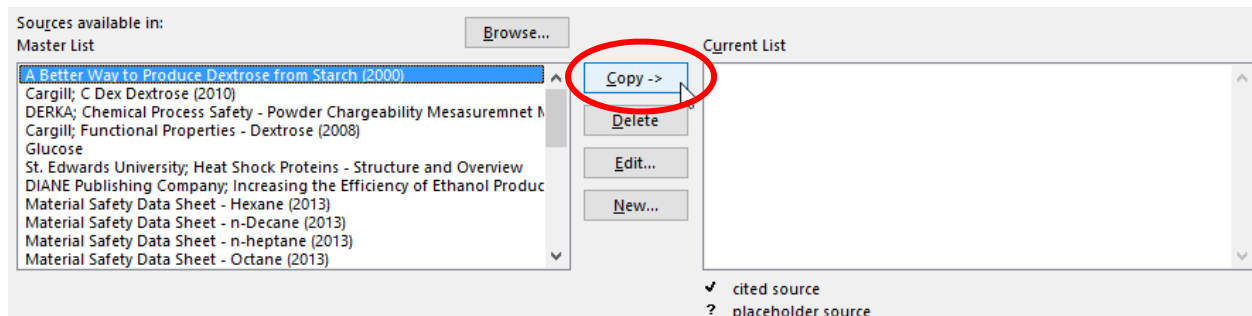 Sources available in:
Master List
Browse...
Current List
A Better Way to Produce Dextrose from Starch (2000)
Cargill; C Dex Dextrose (2010)
DERKA; Chemical Process Safety - Powder Chargeability Mesasuremnet M
Cargill; Functional Properties - Dextrose (2008)
Glucose
St. Edwards University; Heat Shock Proteins - Structure and Overview
DIANE Publishing Company; Increasing the Efficiency of Ethanol Produc
Material Safety Data Sheet - Hexane (2013)
Material Safety Data Sheet - n-Decane (2013)
Material Safety Data Sheet - n-heptane (2013)
Material Safety Data Sheet - Octane (2013)
Copy ->
Delete
Edit...
New...
✔ cited source
? placeholder source